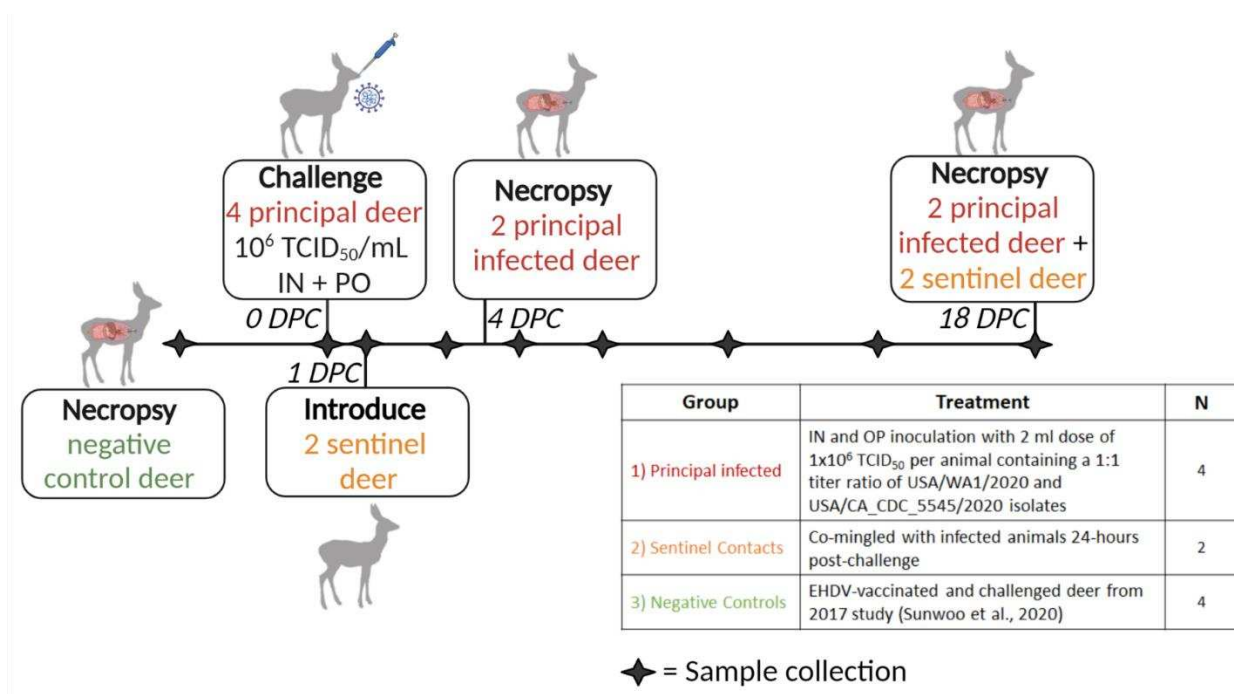 Challenge
4 principal deer
10⁶ TCID₅₀/mL
IN + PO
Necropsy
2 principal
infected deer
Necropsy
2 principal
infected deer +
2 sentinel deer
0 DPC
4 DPC
18 DPC
1 DPC
Necropsy
negative
control deer
Introduce
2 sentinel
deer
Group Treatment N
1) Principal infected
IN and OP inoculation with 2 ml dose of
1x10⁶ TCID₅₀ per animal containing a 1:1
titer ratio of USA/WA1/2020 and
USA/CA_CDC_5545/2020 isolates
4
2) Sentinel Contacts
Co-mingled with infected animals 24-hours
post-challenge
2
3) Negative Controls
EHDV-vaccinated and challenged deer from
2017 study (Sunwoo et al., 2020)
4
= Sample collection